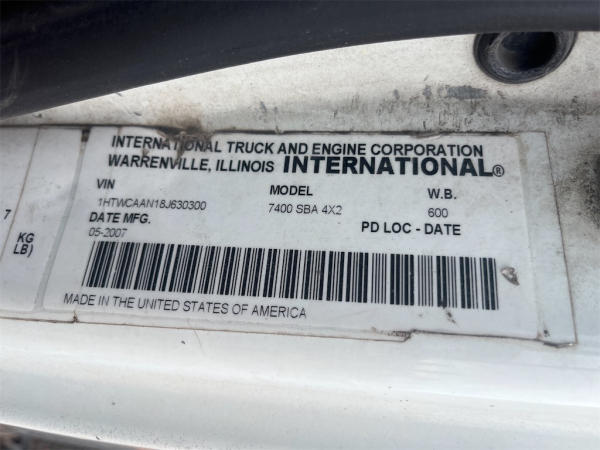 INTERNATIONAL TRUCK AND ENGINE CORPORATION
WARRENVILLE, ILLINOIS INTERNATIONAL®
VIN MODEL W.B.
1HTWCAAN18J630300 7400 SBA 4X2 600
DATE MFG. PD LOC - DATE
05-2007
MADE IN THE UNITED STATES OF AMERICA
7
KG
LB)